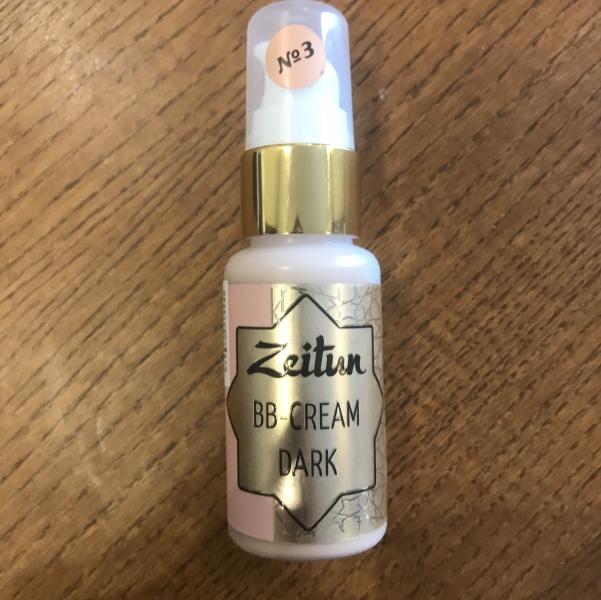 №3
Zeitun
BB-CREAM
DARK